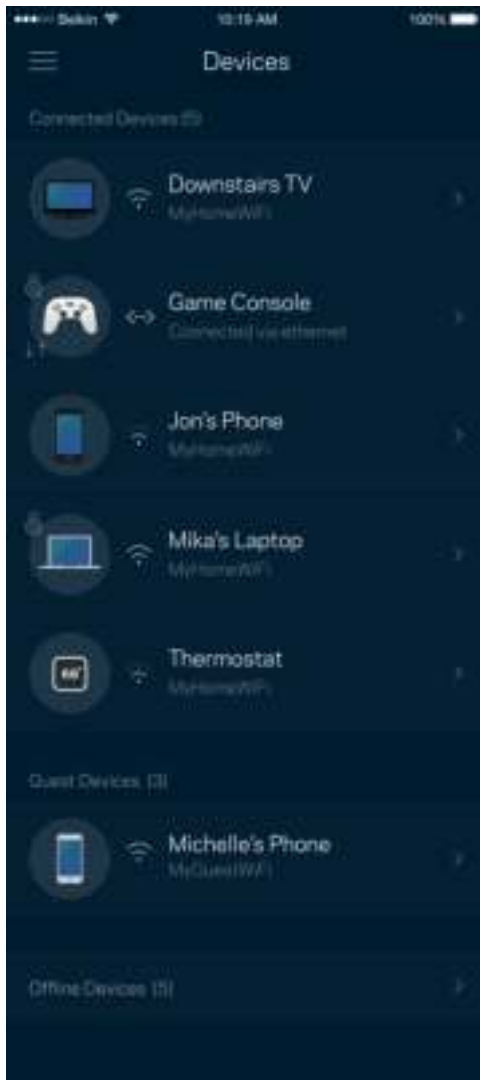 Belkin 10:19 AM 100%
Devices
Connected Devices (5)
Downstairs TV
MyHomeWiFi
Game Console
Connected via ethernet
Jon's Phone
MyHomeWiFi
Mika's Laptop
MyHomeWiFi
Thermostat
MyHomeWiFi
Guest Devices (3)
Michelle's Phone
MyGuestWiFi
Offline Devices (5)